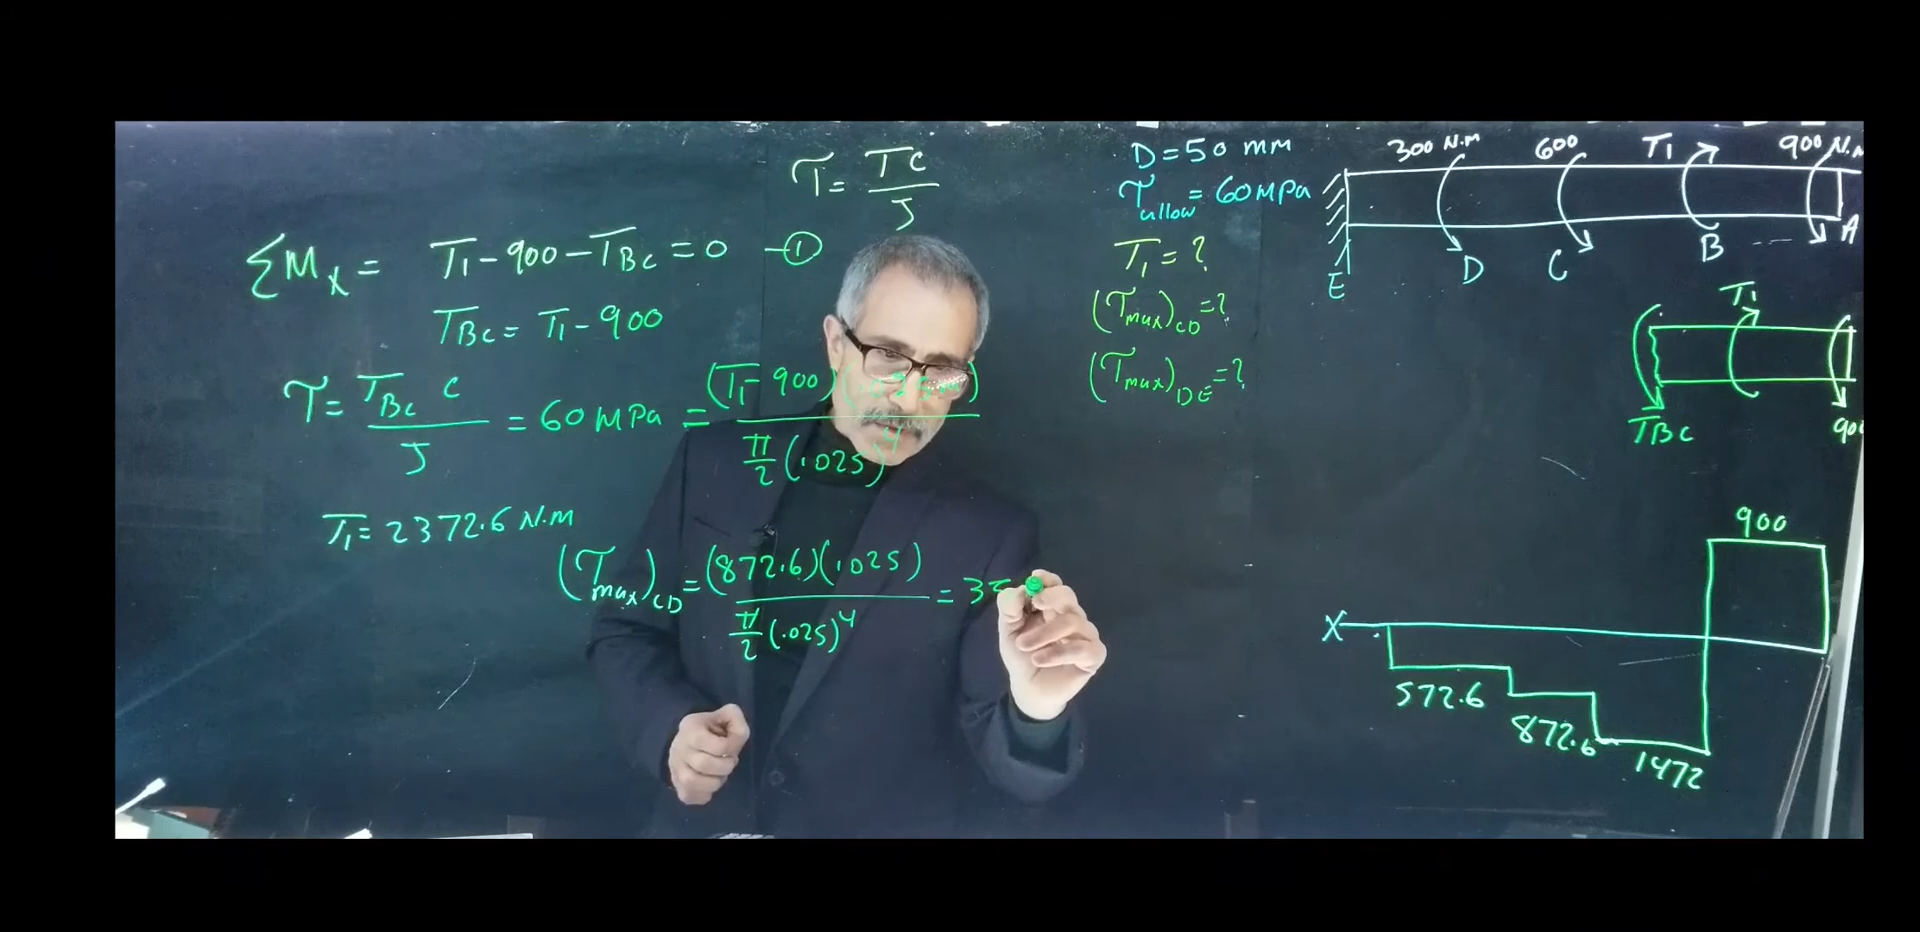 τ = TC / J
ΣMx = T1 - 900 - TBC = 0 -①
TBC = T1 - 900
τ = TBC C / J = 60 MPa = (T1 - 900)( / π/2 (.025)^4
T1 = 2372.6 N.m
(τmax)CD = (872.6)(.025) / π/2 (.025)^4 = 3
D = 50 mm
τallow = 60 MPa
T1 = ?
(τmax)CD = ?
(τmax)DE = ?
300 N.m 600 T1 900 N.m
E D C B A
T1
TBC 900
900
X
572.6
872.6
1472